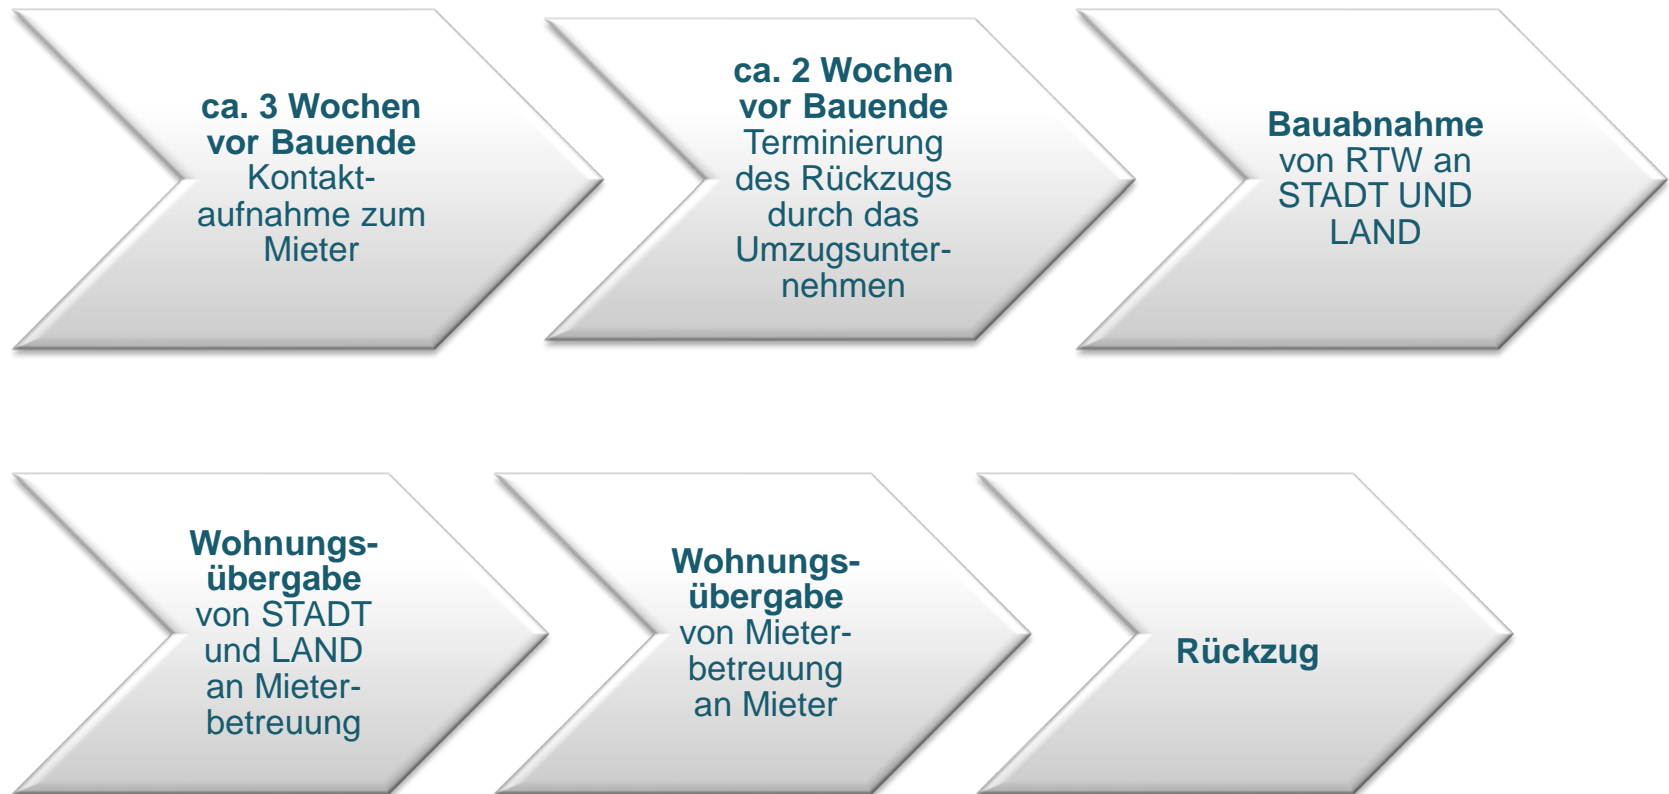 ca. 3 Wochen
vor Bauende
Kontakt-
aufnahme zum
Mieter
ca. 2 Wochen
vor Bauende
Terminierung
des Rückzugs
durch das
Umzugsunter-
nehmen
Bauabnahme
von RTW an
STADT UND
LAND
Wohnungs-
übergabe
von STADT
und LAND
an Mieter-
betreuung
Wohnungs-
übergabe
von Mieter-
betreuung
an Mieter
Rückzug